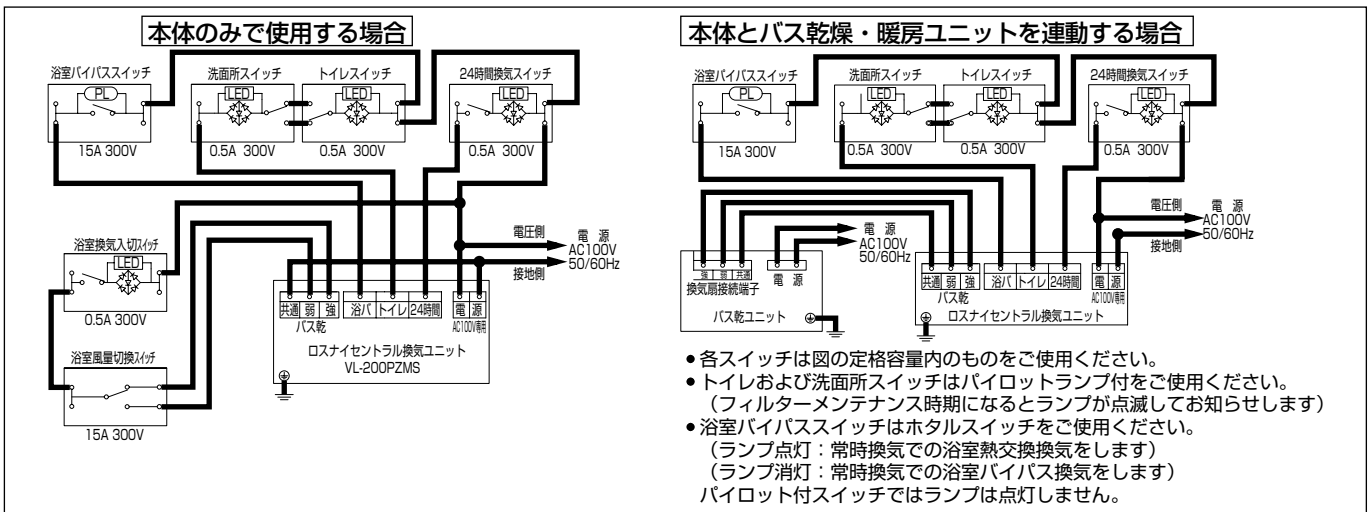 本体のみで使用する場合
浴室バイパススイッチ
洗面所スイッチ
トイレスイッチ
24時間換気スイッチ
PL
LED
LED
LED
15A 300V
0.5A 300V
0.5A 300V
0.5A 300V
浴室換気入切スイッチ
LED
0.5A 300V
浴室風量切換スイッチ
15A 300V
電圧側
接地側
電 源
AC100V
50/60Hz
共通 弱 強 浴バ トイレ 24時間 電 源
バス乾
AC100V専用
ロスナイセントラル換気ユニット
VL-200PZMS
本体とバス乾燥・暖房ユニットを連動する場合
浴室バイパススイッチ
洗面所スイッチ
トイレスイッチ
24時間換気スイッチ
PL
LED
LED
LED
15A 300V
0.5A 300V
0.5A 300V
0.5A 300V
電圧側
接地側
電 源
AC100V
50/60Hz
電 源
AC100V
50/60Hz
強 弱 共通
換気扇接続端子
電 源
バス乾ユニット
共通 弱 強 浴バ トイレ 24時間 電 源
バス乾
AC100V専用
ロスナイセントラル換気ユニット
●各スイッチは図の定格容量内のものをご使用ください。
●トイレおよび洗面所スイッチはパイロットランプ付をご使用ください。
（フィルターメンテナンス時期になるとランプが点滅してお知らせします）
●浴室バイパススイッチはホタルスイッチをご使用ください。
（ランプ点灯：常時換気での浴室熱交換換気をします）
（ランプ消灯：常時換気での浴室バイパス換気をします）
パイロット付スイッチではランプは点灯しません。